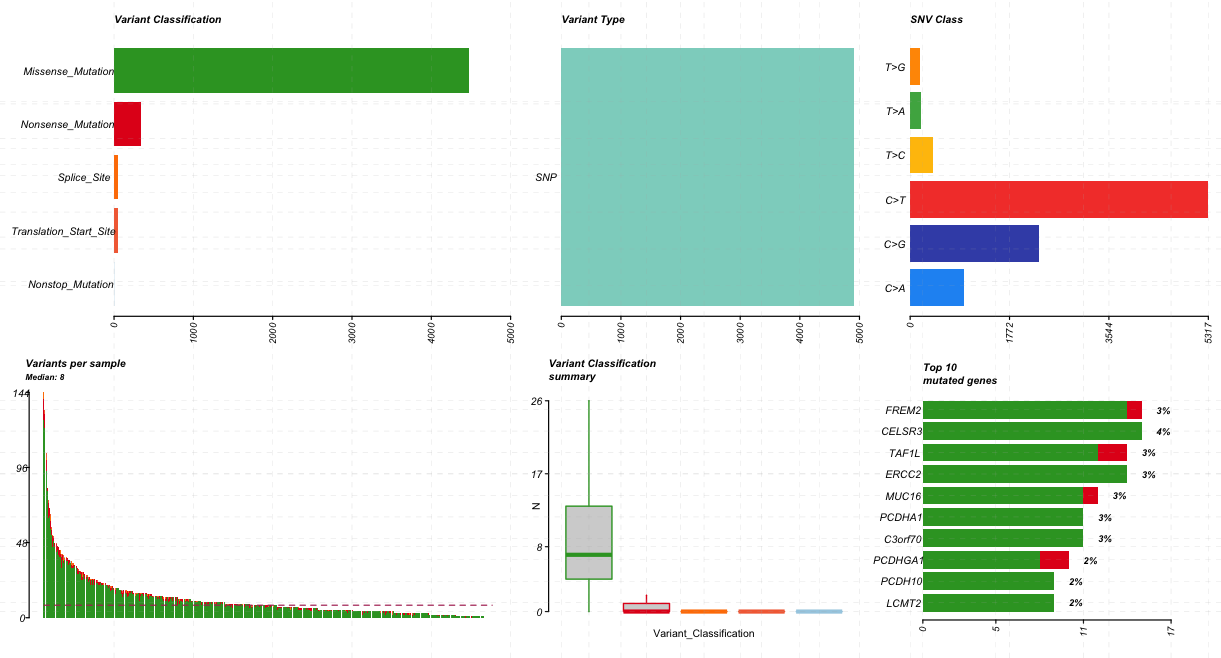 Variant Classification
Missense_Mutation
Nonsense_Mutation
Splice_Site
Translation_Start_Site
Nonstop_Mutation
0
1000
2000
3000
4000
5000
Variant Type
SNP
0
1000
2000
3000
4000
5000
SNV Class
T>G
T>A
T>C
C>T
C>G
C>A
0
1772
3544
5317
Variants per sample
Median: 8
144
96
48
0
Variant Classification
summary
26
17
N
8
0
Variant_Classification
Top 10
mutated genes
FREM2 3%
CELSR3 4%
TAF1L 3%
ERCC2 3%
MUC16 3%
PCDHA1 3%
C3orf70 3%
PCDHGA1 2%
PCDH10 2%
LCMT2 2%
0
5
11
17